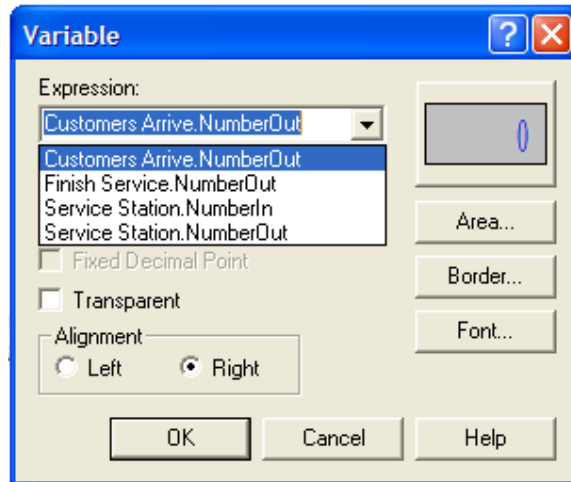 Variable
Expression:
Customers Arrive.NumberOut
Customers Arrive.NumberOut
Finish Service.NumberOut
Service Station.NumberIn
Service Station.NumberOut
Fixed Decimal Point
Transparent
Alignment
Left Right
0
Area...
Border...
Font...
OK Cancel Help